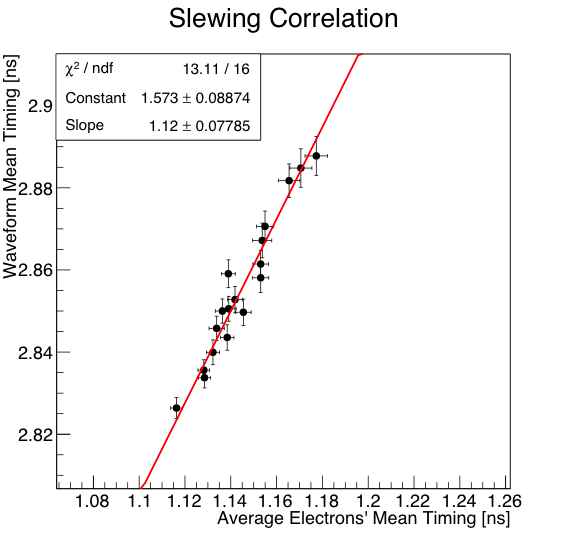 Slewing Correlation
χ² / ndf 13.11 / 16
Constant 1.573 ± 0.08874
Slope 1.12 ± 0.07785
Waveform Mean Timing [ns]
2.9
2.88
2.86
2.84
2.82
1.08 1.1 1.12 1.14 1.16 1.18 1.2 1.22 1.24 1.26
Average Electrons' Mean Timing [ns]